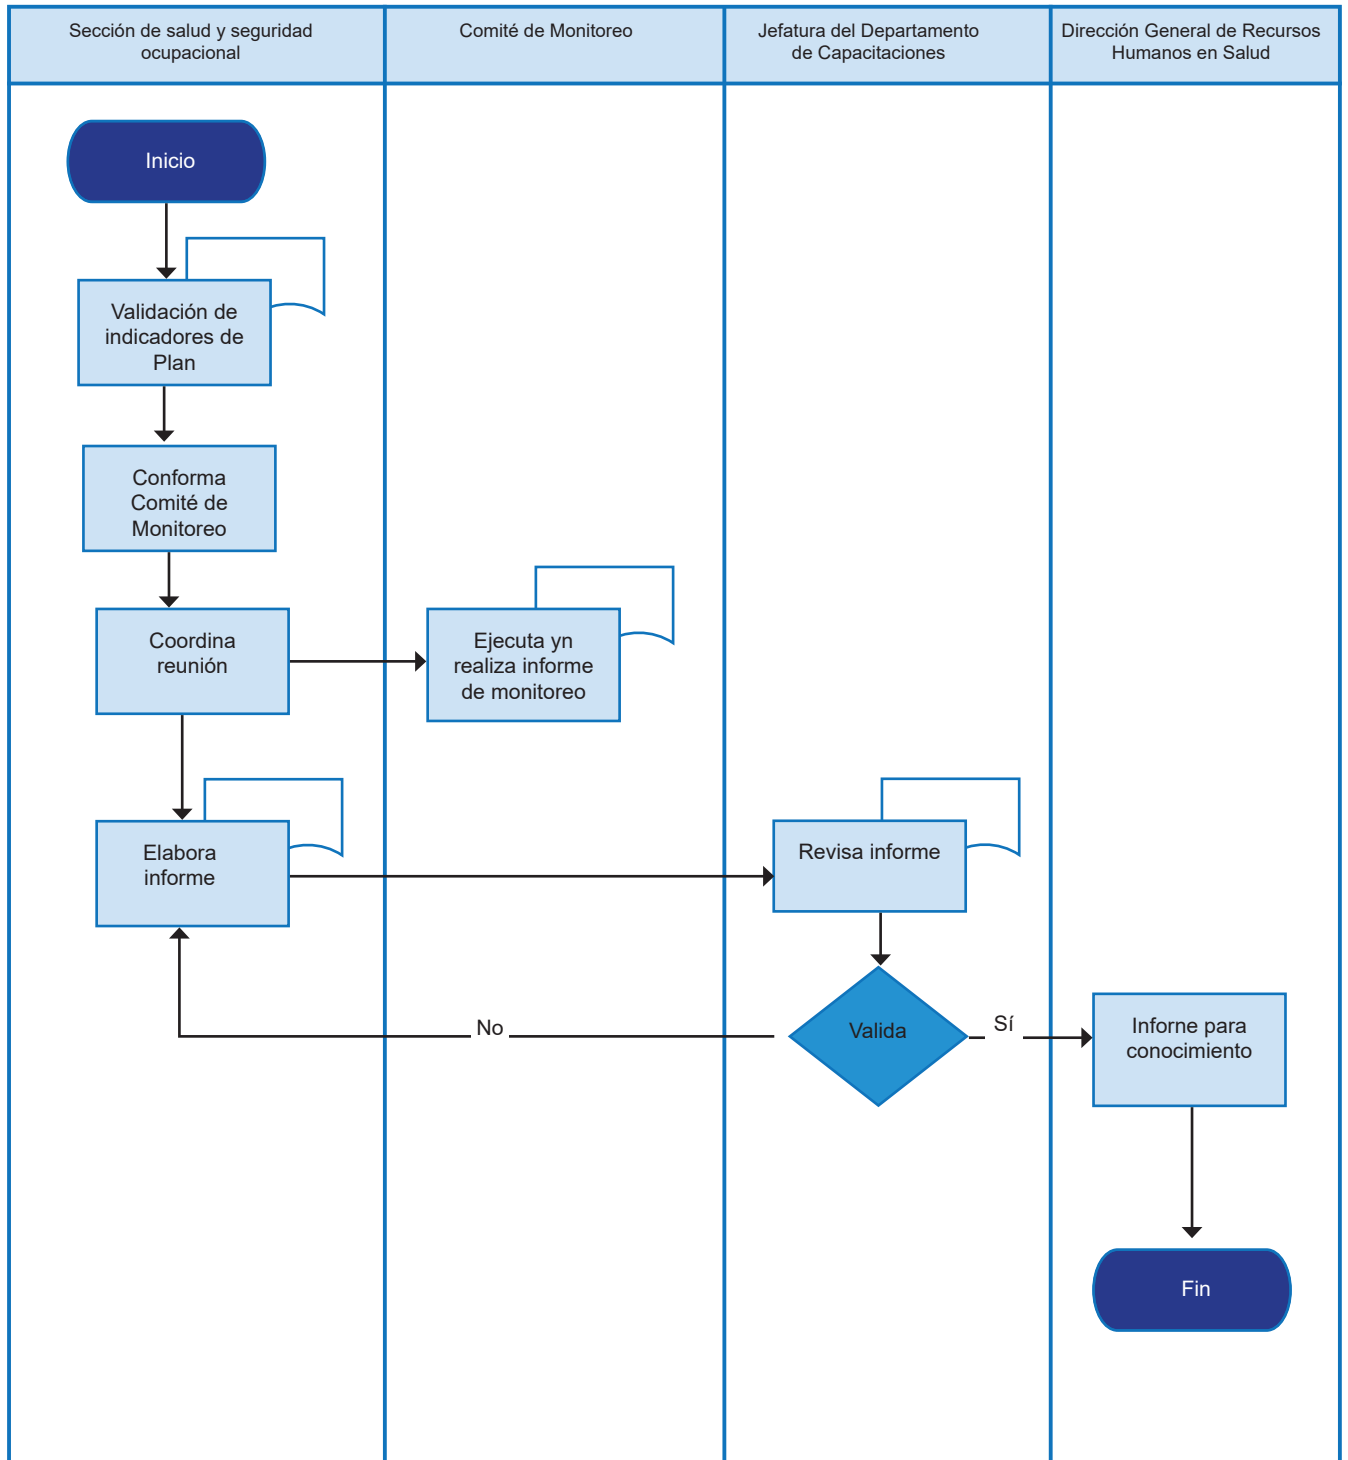 Sección de salud y seguridad
ocupacional
Comité de Monitoreo
Jefatura del Departamento
de Capacitaciones
Dirección General de Recursos
Humanos en Salud
Inicio
Validación de
indicadores de
Plan
Conforma
Comité de
Monitoreo
Coordina
reunión
Ejecuta yn
realiza informe
de monitoreo
Elabora
informe
Revisa informe
Valida
No
Sí
Informe para
conocimiento
Fin